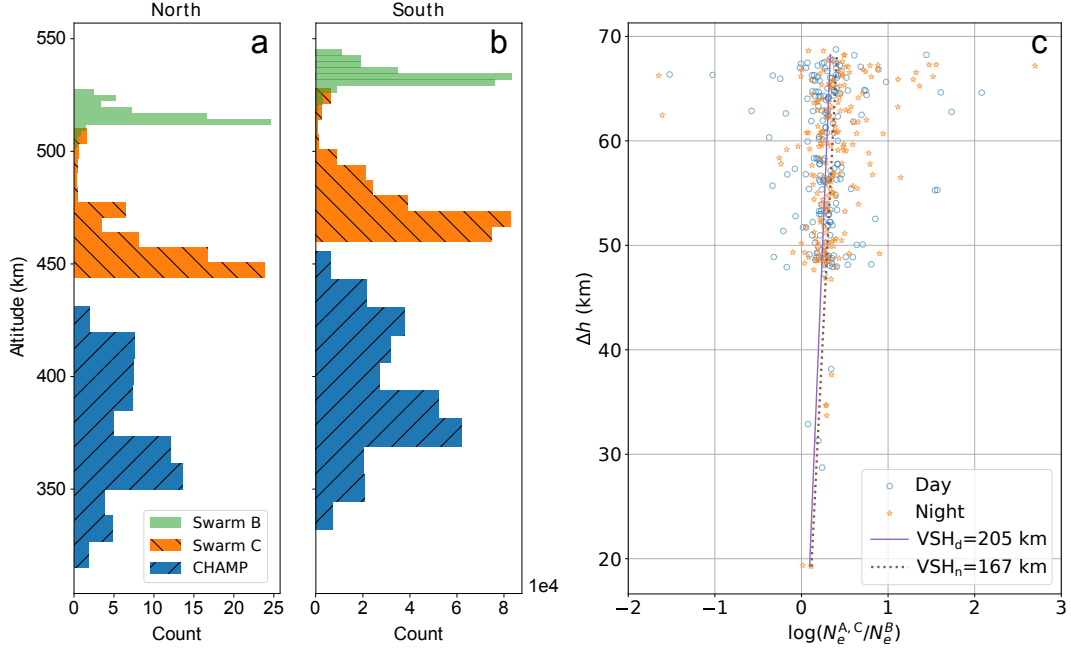 North
South
a
b
c
550
500
450
400
350
Altitude (km)
Swarm B
Swarm C
CHAMP
0 5 10 15 20 25
Count
0 2 4 6 8
1e4
Count
70
60
50
40
30
20
Δh (km)
Day
Night
VSH_d=205 km
VSH_n=167 km
−2 −1 0 1 2 3
log(N_e^{A, C}/N_e^B)